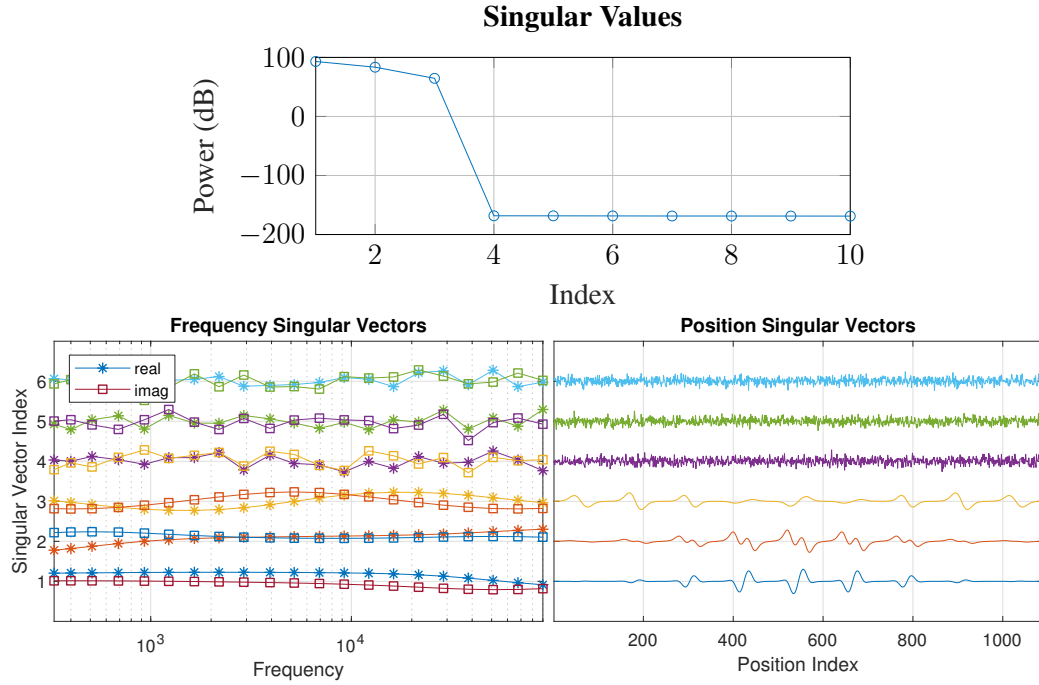 Singular Values
100
0
−100
−200
Power (dB)
2
4
6
8
10
Index
Frequency Singular Vectors
real
imag
6
5
4
3
2
1
Singular Vector Index
10^3
10^4
Frequency
Position Singular Vectors
200
400
600
800
1000
Position Index